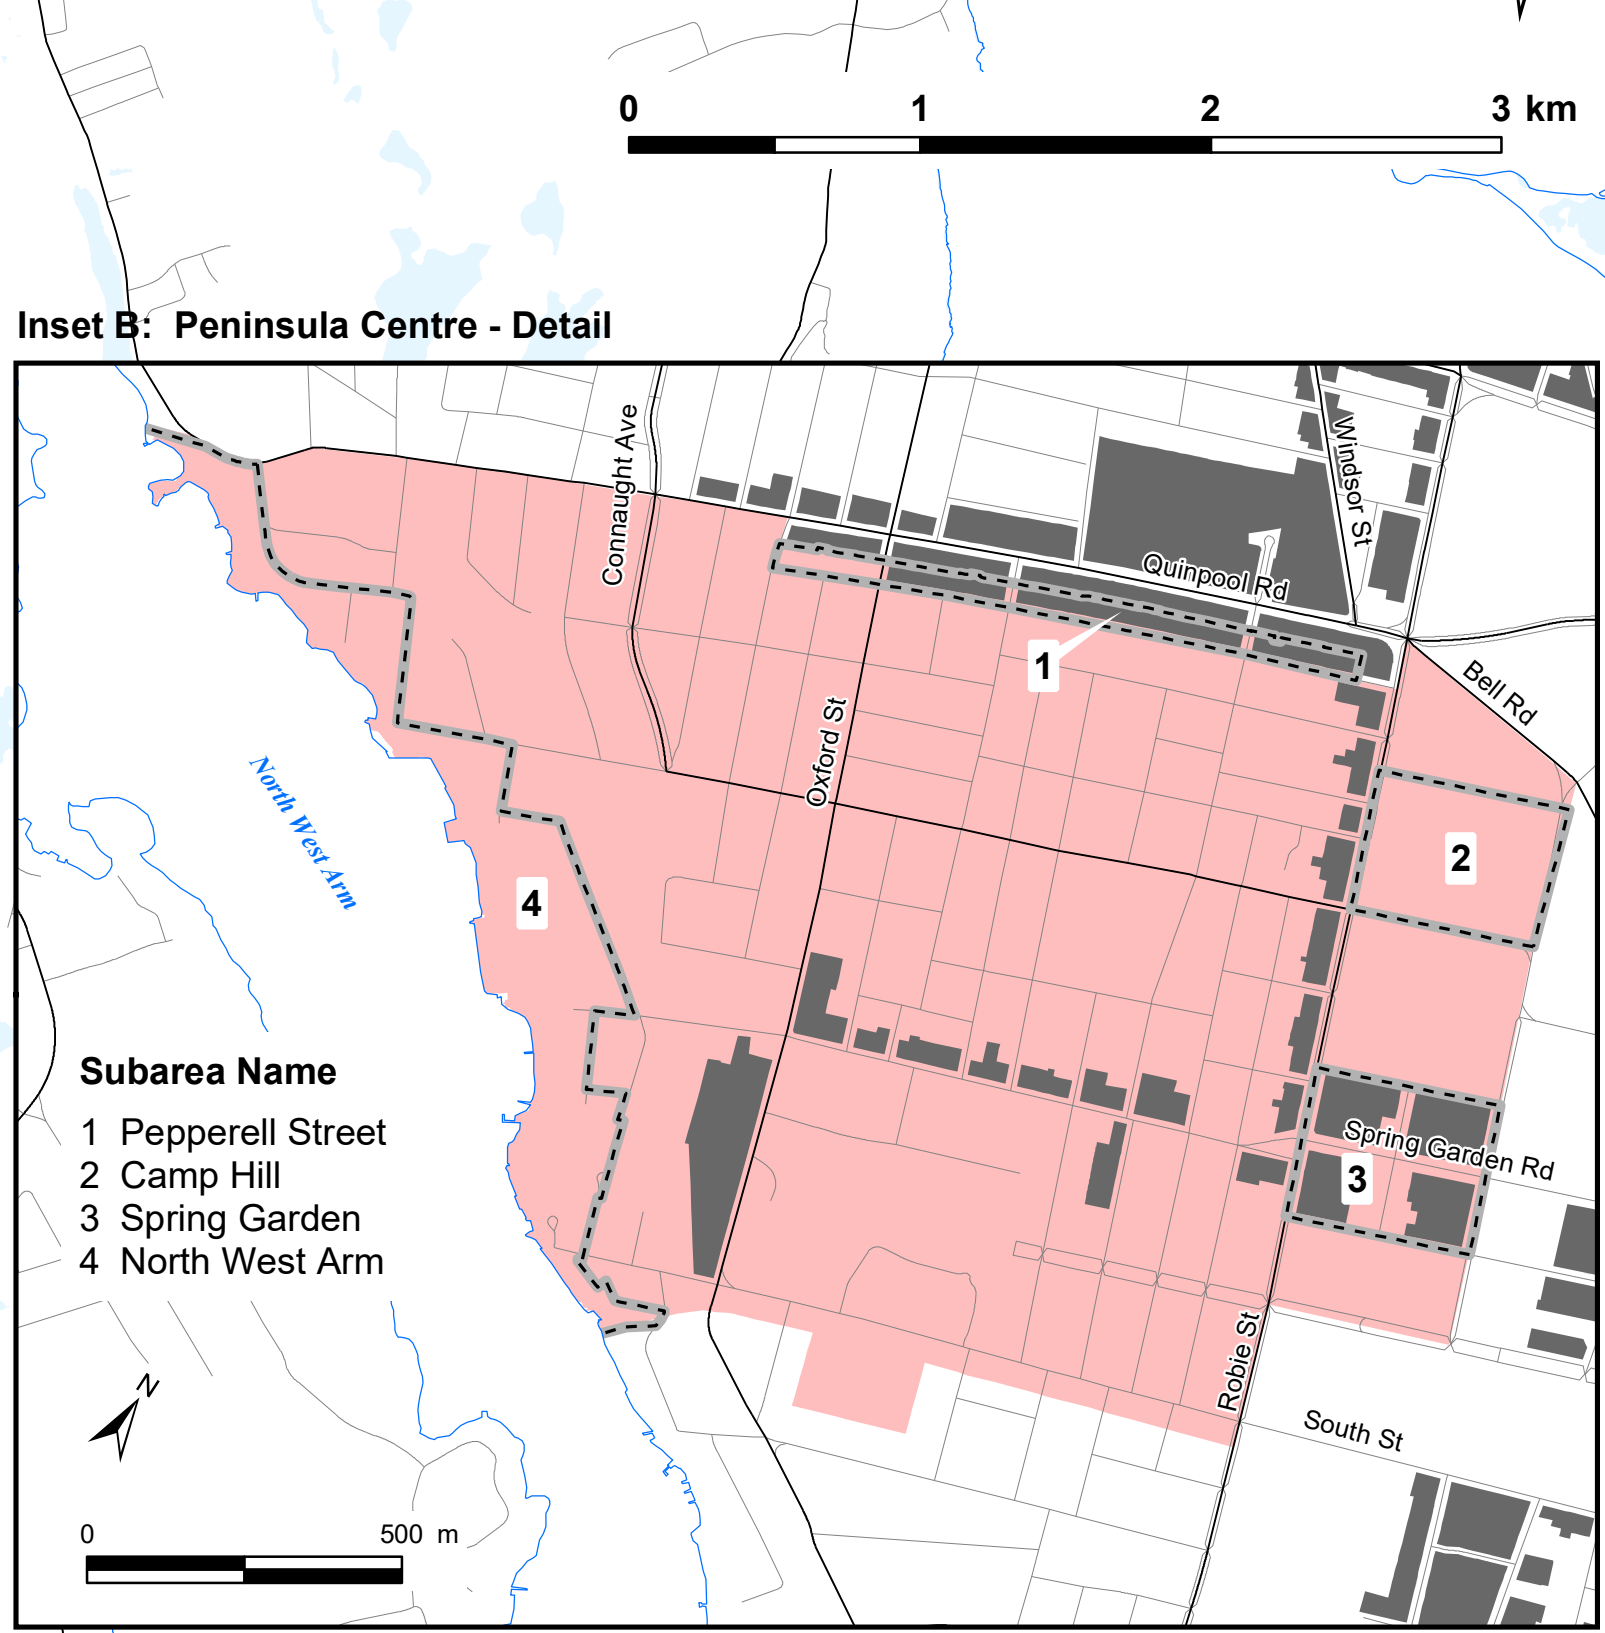 0 1 2 3 km
Inset B: Peninsula Centre - Detail
Connaught Ave
Windsor St
Quinpool Rd
1
Bell Rd
Oxford St
North West Arm
2
4
Subarea Name
1 Pepperell Street
2 Camp Hill
3 Spring Garden
4 North West Arm
Spring Garden Rd
3
Robie St
South St
N
0 500 m